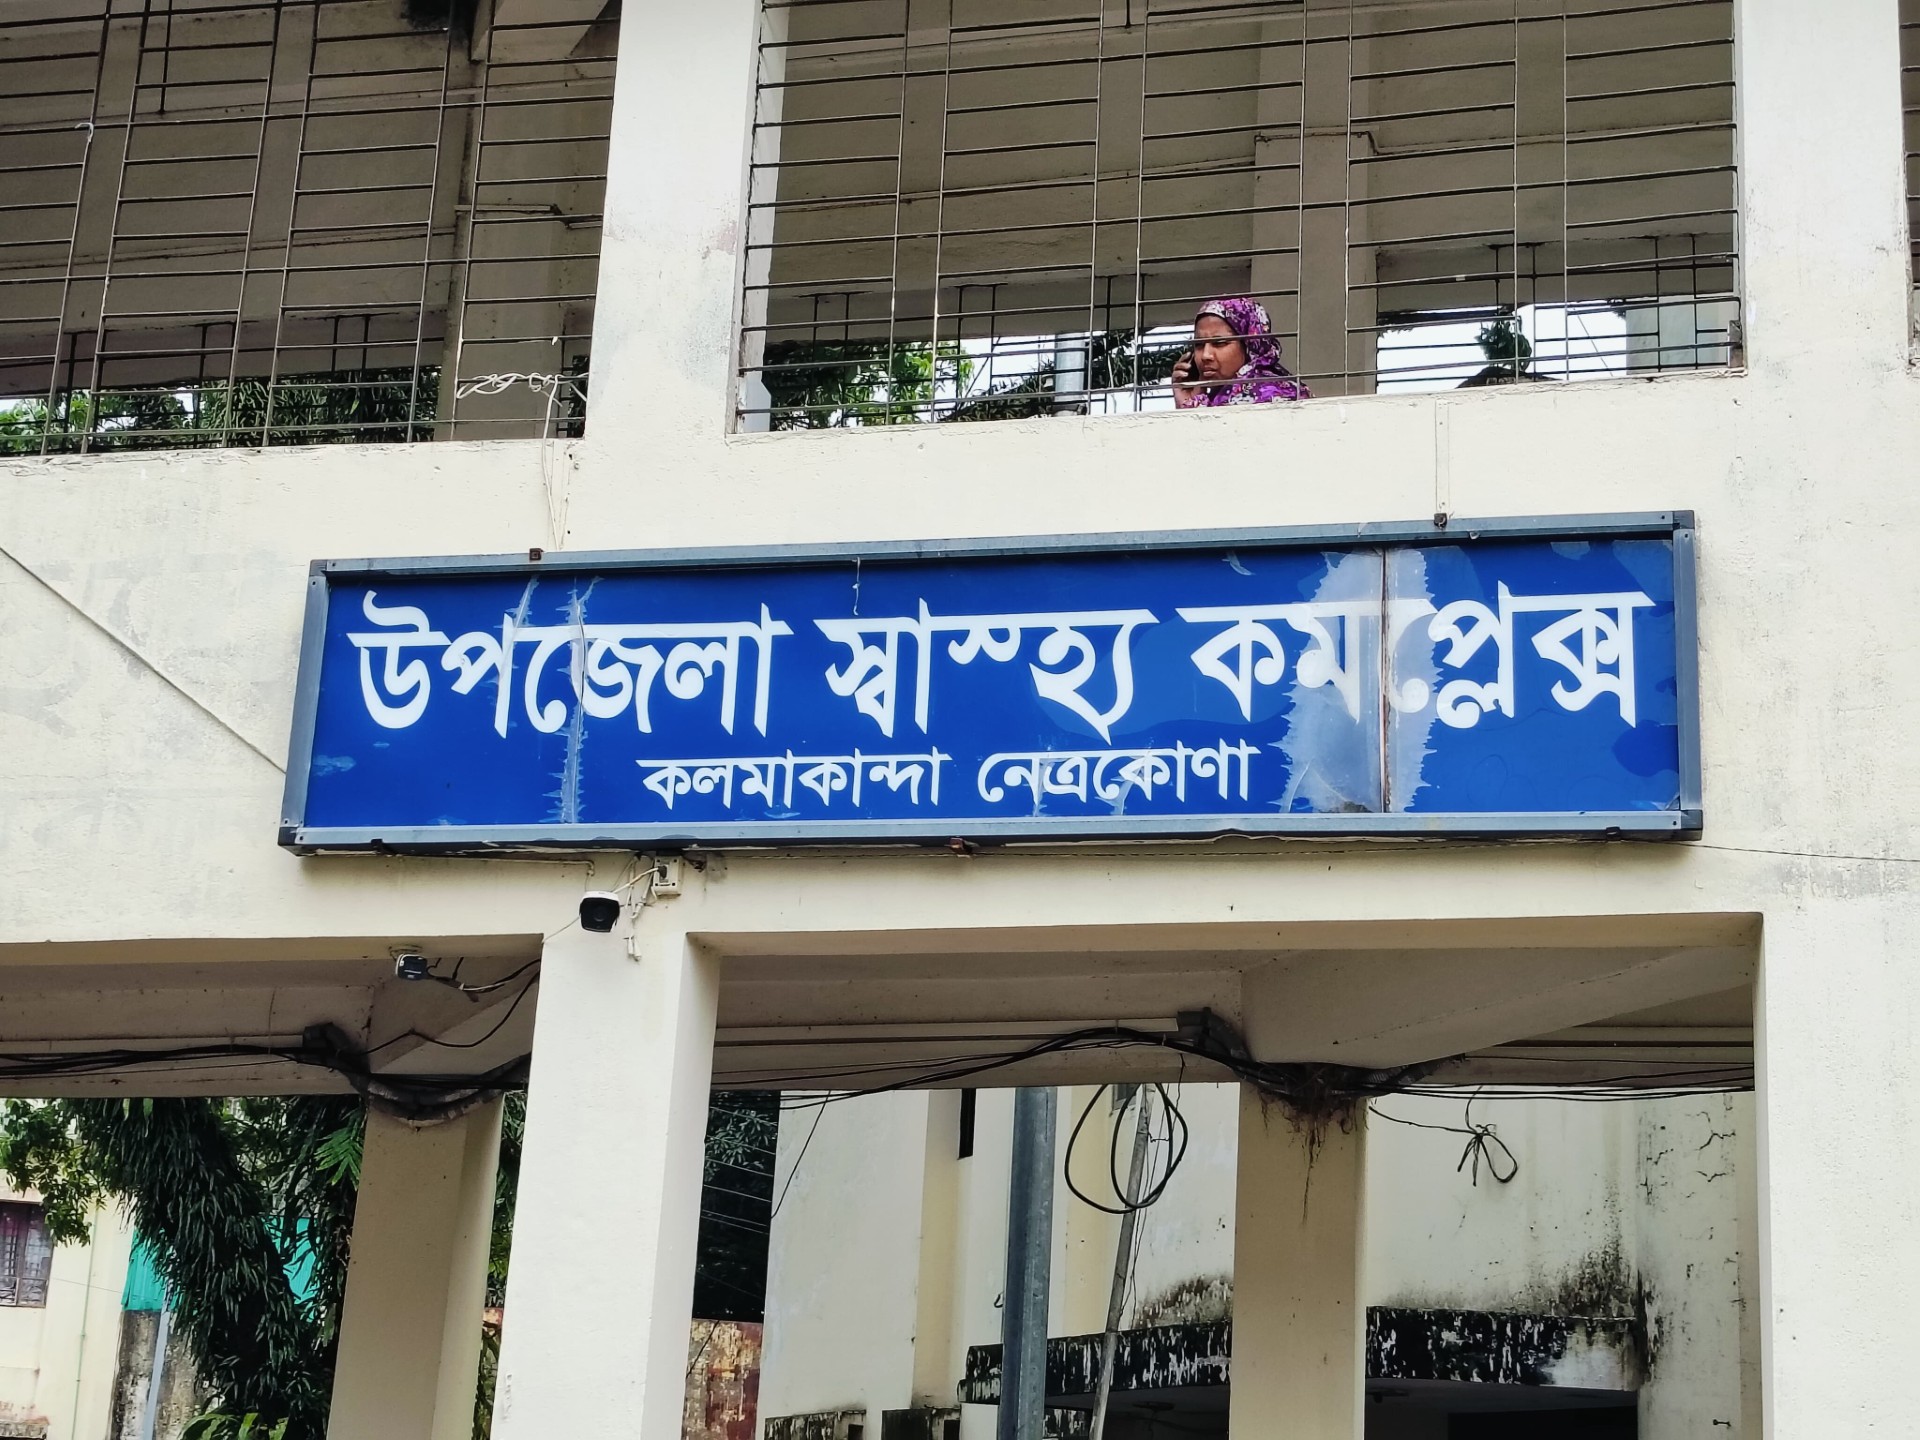 উপজেলা স্বাস্থ্য কমপ্লেক্স
কলমাকান্দা নেত্রকোণা